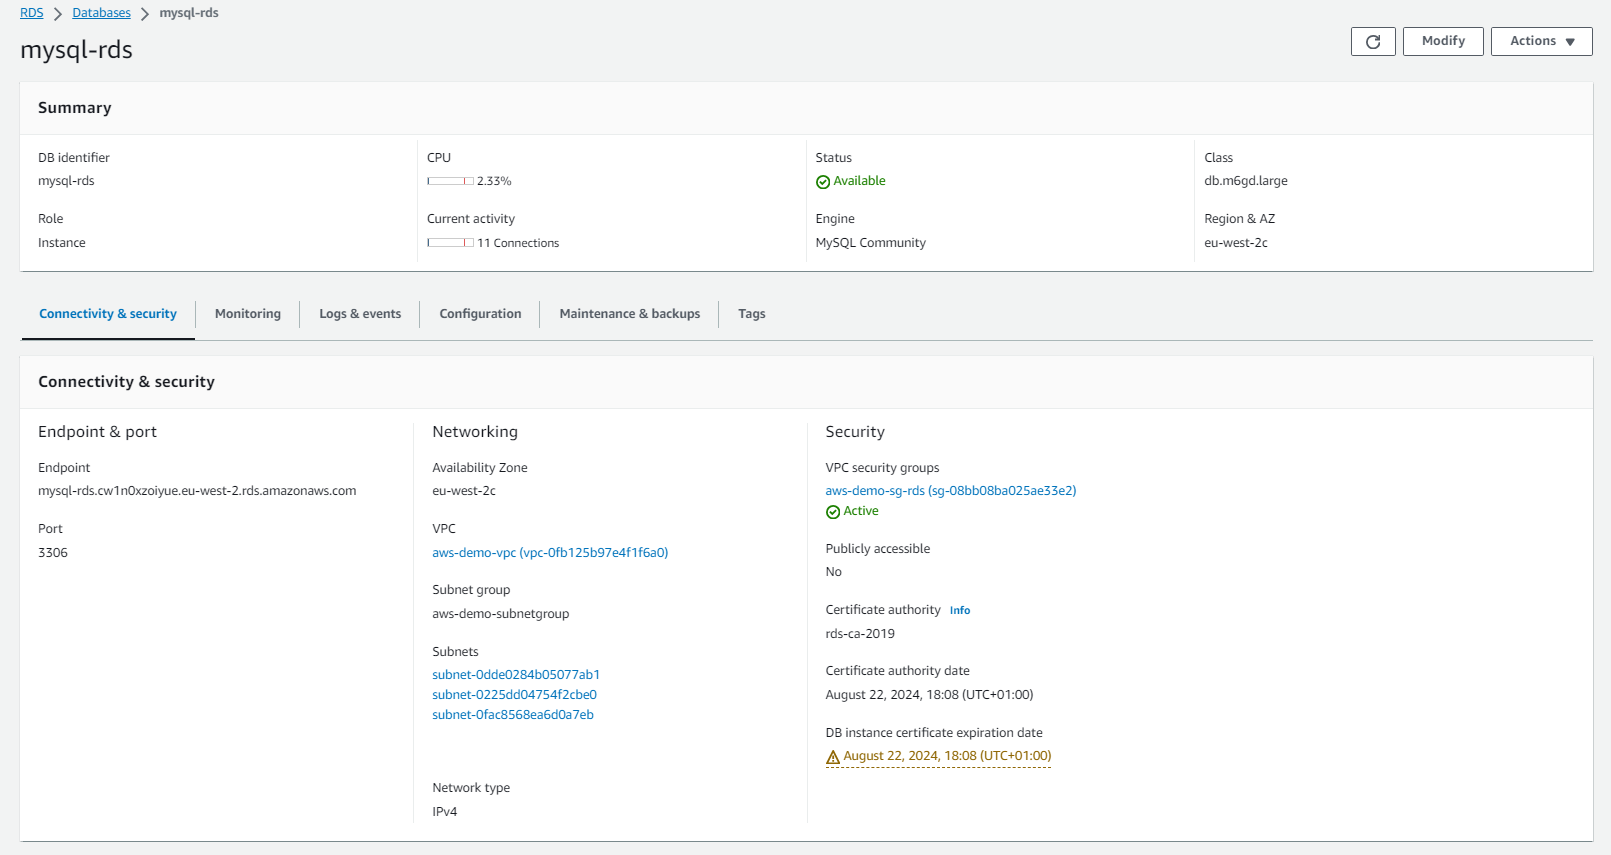 RDS > Databases > mysql-rds
mysql-rds
Modify
Actions
Summary
DB identifier
mysql-rds
Role
Instance
CPU
2.33%
Current activity
11 Connections
Status
Available
Engine
MySQL Community
Class
db.m6gd.large
Region & AZ
eu-west-2c
Connectivity & security
Monitoring
Logs & events
Configuration
Maintenance & backups
Tags
Connectivity & security
Endpoint & port
Endpoint
mysql-rds.cw1n0xzoiyue.eu-west-2.rds.amazonaws.com
Port
3306
Networking
Availability Zone
eu-west-2c
VPC
aws-demo-vpc (vpc-0fb125b97e4f1f6a0)
Subnet group
aws-demo-subnetgroup
Subnets
subnet-0dde0284b05077ab1
subnet-0225dd04754f2cbe0
subnet-0fac8568ea6d0a7eb
Network type
IPv4
Security
VPC security groups
aws-demo-sg-rds (sg-08bb08ba025ae33e2)
Active
Publicly accessible
No
Certificate authority Info
rds-ca-2019
Certificate authority date
August 22, 2024, 18:08 (UTC+01:00)
DB instance certificate expiration date
August 22, 2024, 18:08 (UTC+01:00)